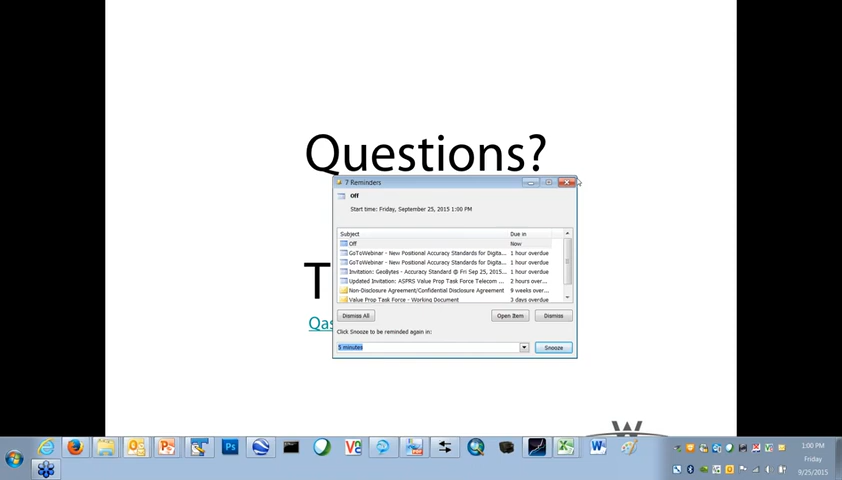 Questions?
7 Reminders
Off
Start time: Friday, September 25, 2015 1:00 PM
Subject Due in
Off Now
GoToWebinar - New Positional Accuracy Standards for Digita... 1 hour overdue
GoToWebinar - New Positional Accuracy Standards for Digita... 1 hour overdue
Invitation: GeoBytes - Accuracy Standard @ Fri Sep 25, 2015... 1 hour overdue
Updated Invitation: ASPRS Value Prop Task Force Telecom ... 2 hours over...
Non-Disclosure Agreement/Confidential Disclosure Agreement 9 weeks over...
Value Prop Task Force - Working Document 3 days overdue
T
Dismiss All Open Item Dismiss
Qas
Click Snooze to be reminded again in:
5 minutes Snooze
W
1:00 PM
Friday
9/25/2015